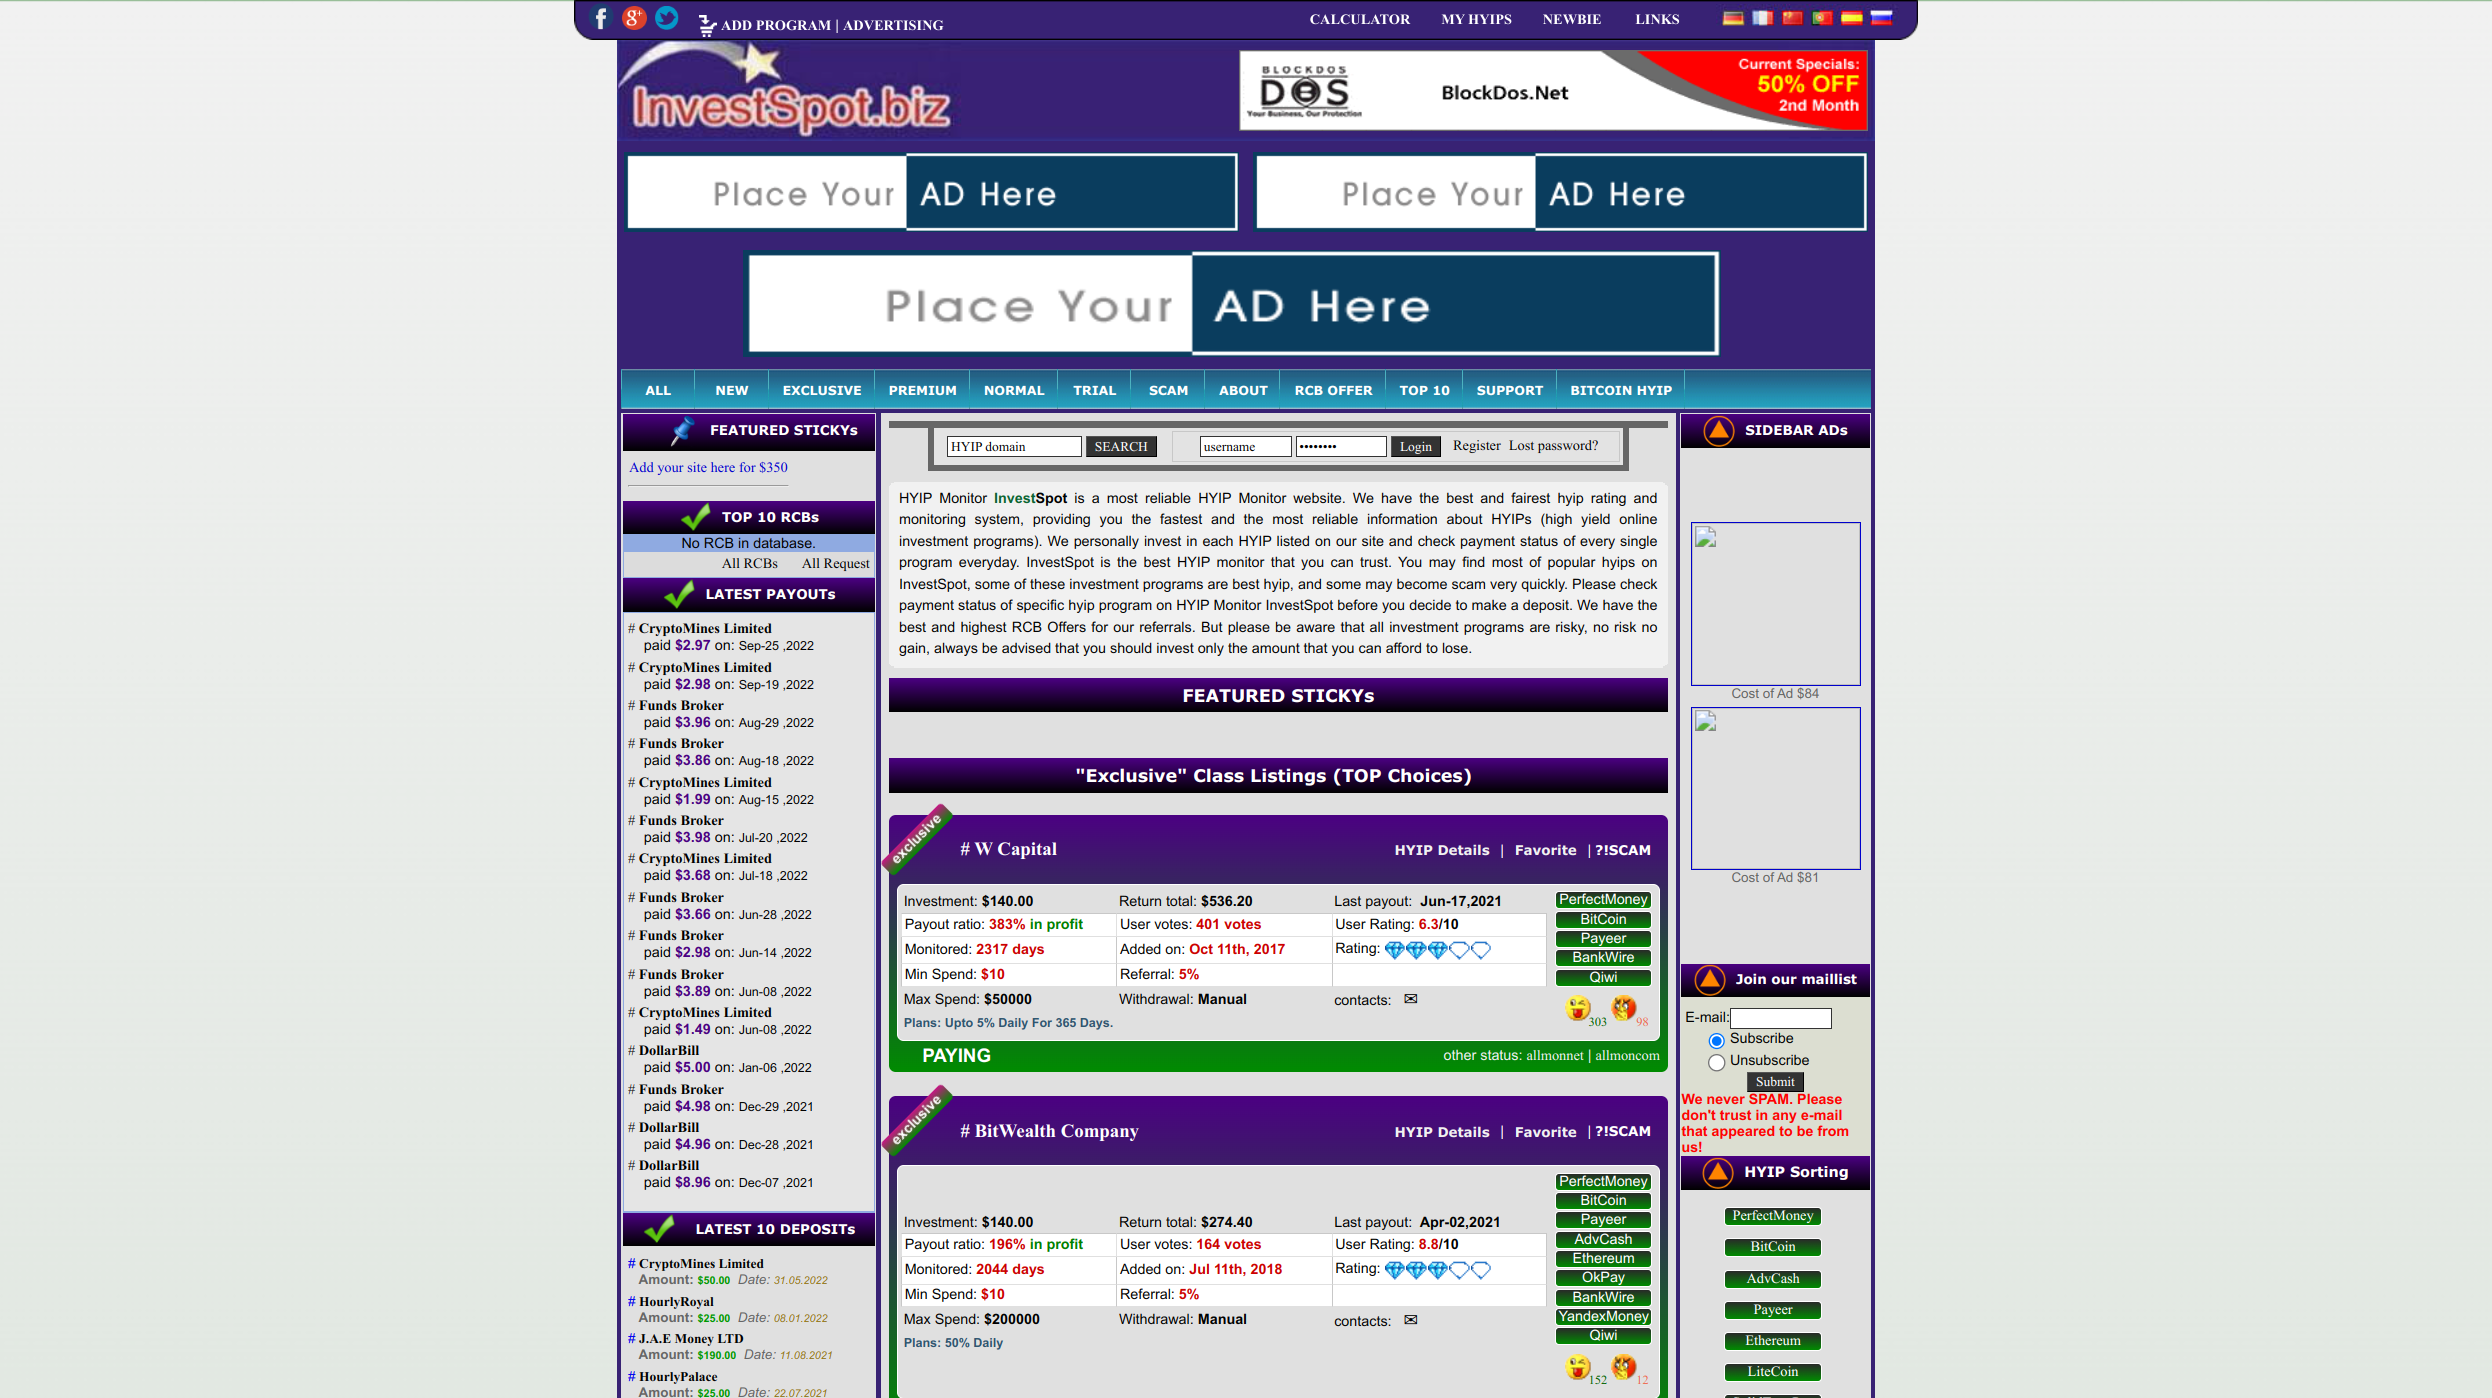 ADD PROGRAM | ADVERTISING
CALCULATOR MY HYIPS NEWBIE LINKS
InvestSpot.biz
BLOCKDOS
DOS
Your Business, Our Protection
BlockDos.Net
Current Specials:
50% OFF
2nd Month
Place Your AD Here
Place Your AD Here
Place Your AD Here
ALL NEW EXCLUSIVE PREMIUM NORMAL TRIAL SCAM ABOUT RCB OFFER TOP 10 SUPPORT BITCOIN HYIP
FEATURED STICKYs
Add your site here for $350
TOP 10 RCBs
No RCB in database.
All RCBs All Request
LATEST PAYOUTs
# CryptoMines Limited
paid $2.97 on: Sep-25 ,2022
# CryptoMines Limited
paid $2.98 on: Sep-19 ,2022
# Funds Broker
paid $3.96 on: Aug-29 ,2022
# Funds Broker
paid $3.86 on: Aug-18 ,2022
# CryptoMines Limited
paid $1.99 on: Aug-15 ,2022
# Funds Broker
paid $3.98 on: Jul-20 ,2022
# CryptoMines Limited
paid $3.68 on: Jul-18 ,2022
# Funds Broker
paid $3.66 on: Jun-28 ,2022
# Funds Broker
paid $2.98 on: Jun-14 ,2022
# Funds Broker
paid $3.89 on: Jun-08 ,2022
# CryptoMines Limited
paid $1.49 on: Jun-08 ,2022
# DollarBill
paid $5.00 on: Jan-06 ,2022
# Funds Broker
paid $4.98 on: Dec-29 ,2021
# DollarBill
paid $4.96 on: Dec-28 ,2021
# DollarBill
paid $8.96 on: Dec-07 ,2021
LATEST 10 DEPOSITs
# CryptoMines Limited
Amount: $50.00 Date: 31.05.2022
# HourlyRoyal
Amount: $25.00 Date: 08.01.2022
# J.A.E Money LTD
Amount: $190.00 Date: 11.08.2021
# HourlyPalace
Amount: $25.00 Date: 22.07.2021
HYIP domain SEARCH username •••••••• Login Register Lost password?
HYIP Monitor InvestSpot is a most reliable HYIP Monitor website. We have the best and fairest hyip rating and
monitoring system, providing you the fastest and the most reliable information about HYIPs (high yield online
investment programs). We personally invest in each HYIP listed on our site and check payment status of every single
program everyday. InvestSpot is the best HYIP monitor that you can trust. You may find most of popular hyips on
InvestSpot, some of these investment programs are best hyip, and some may become scam very quickly. Please check
payment status of specific hyip program on HYIP Monitor InvestSpot before you decide to make a deposit. We have the
best and highest RCB Offers for our referrals. But please be aware that all investment programs are risky, no risk no
gain, always be advised that you should invest only the amount that you can afford to lose.
FEATURED STICKYs
"Exclusive" Class Listings (TOP Choices)
exclusive
# W Capital
HYIP Details | Favorite | ?!SCAM
Investment: $140.00 Return total: $536.20 Last payout: Jun-17,2021
Payout ratio: 383% in profit User votes: 401 votes User Rating: 6.3/10
Monitored: 2317 days Added on: Oct 11th, 2017 Rating:
Min Spend: $10 Referral: 5%
Max Spend: $50000 Withdrawal: Manual contacts: ✉
Plans: Upto 5% Daily For 365 Days.
PerfectMoney
BitCoin
Payeer
BankWire
Qiwi
303 98
PAYING
other status: allmonnet | allmoncom
exclusive
# BitWealth Company
HYIP Details | Favorite | ?!SCAM
Investment: $140.00 Return total: $274.40 Last payout: Apr-02,2021
Payout ratio: 196% in profit User votes: 164 votes User Rating: 8.8/10
Monitored: 2044 days Added on: Jul 11th, 2018 Rating:
Min Spend: $10 Referral: 5%
Max Spend: $200000 Withdrawal: Manual contacts: ✉
Plans: 50% Daily
PerfectMoney
BitCoin
Payeer
AdvCash
Ethereum
OkPay
BankWire
YandexMoney
Qiwi
152 12
SIDEBAR ADs
Cost of Ad $84
Cost of Ad $81
Join our maillist
E-mail:
Subscribe
Unsubscribe
Submit
We never SPAM. Please
don't trust in any e-mail
that appeared to be from
us!
HYIP Sorting
PerfectMoney
BitCoin
AdvCash
Payeer
Ethereum
LiteCoin